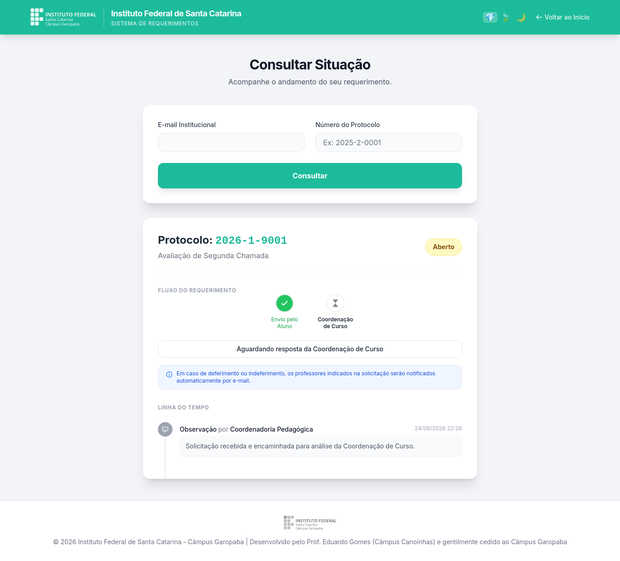 INSTITUTO FEDERAL
Santa Catarina
Câmpus Garopaba
Instituto Federal de Santa Catarina
SISTEMA DE REQUERIMENTOS
← Voltar ao Início
Consultar Situação
Acompanhe o andamento do seu requerimento.
E-mail Institucional
Número do Protocolo
Ex: 2025-2-0001
Consultar
Protocolo: 2026-1-9001
Avaliação de Segunda Chamada
Aberto
FLUXO DO REQUERIMENTO
Envio pelo
Aluno
Coordenação
de Curso
Aguardando resposta da Coordenação de Curso
Em caso de deferimento ou indeferimento, os professores indicados na solicitação serão notificados
automaticamente por e-mail.
LINHA DO TEMPO
Observação por Coordenadoria Pedagógica
24/06/2026 22:26
Solicitação recebida e encaminhada para análise da Coordenação de Curso.
INSTITUTO FEDERAL
Santa Catarina
Câmpus Garopaba
© 2026 Instituto Federal de Santa Catarina - Câmpus Garopaba | Desenvolvido pelo Prof. Eduardo Gomes (Câmpus Canoinhas) e gentilmente cedido ao Câmpus Garopaba